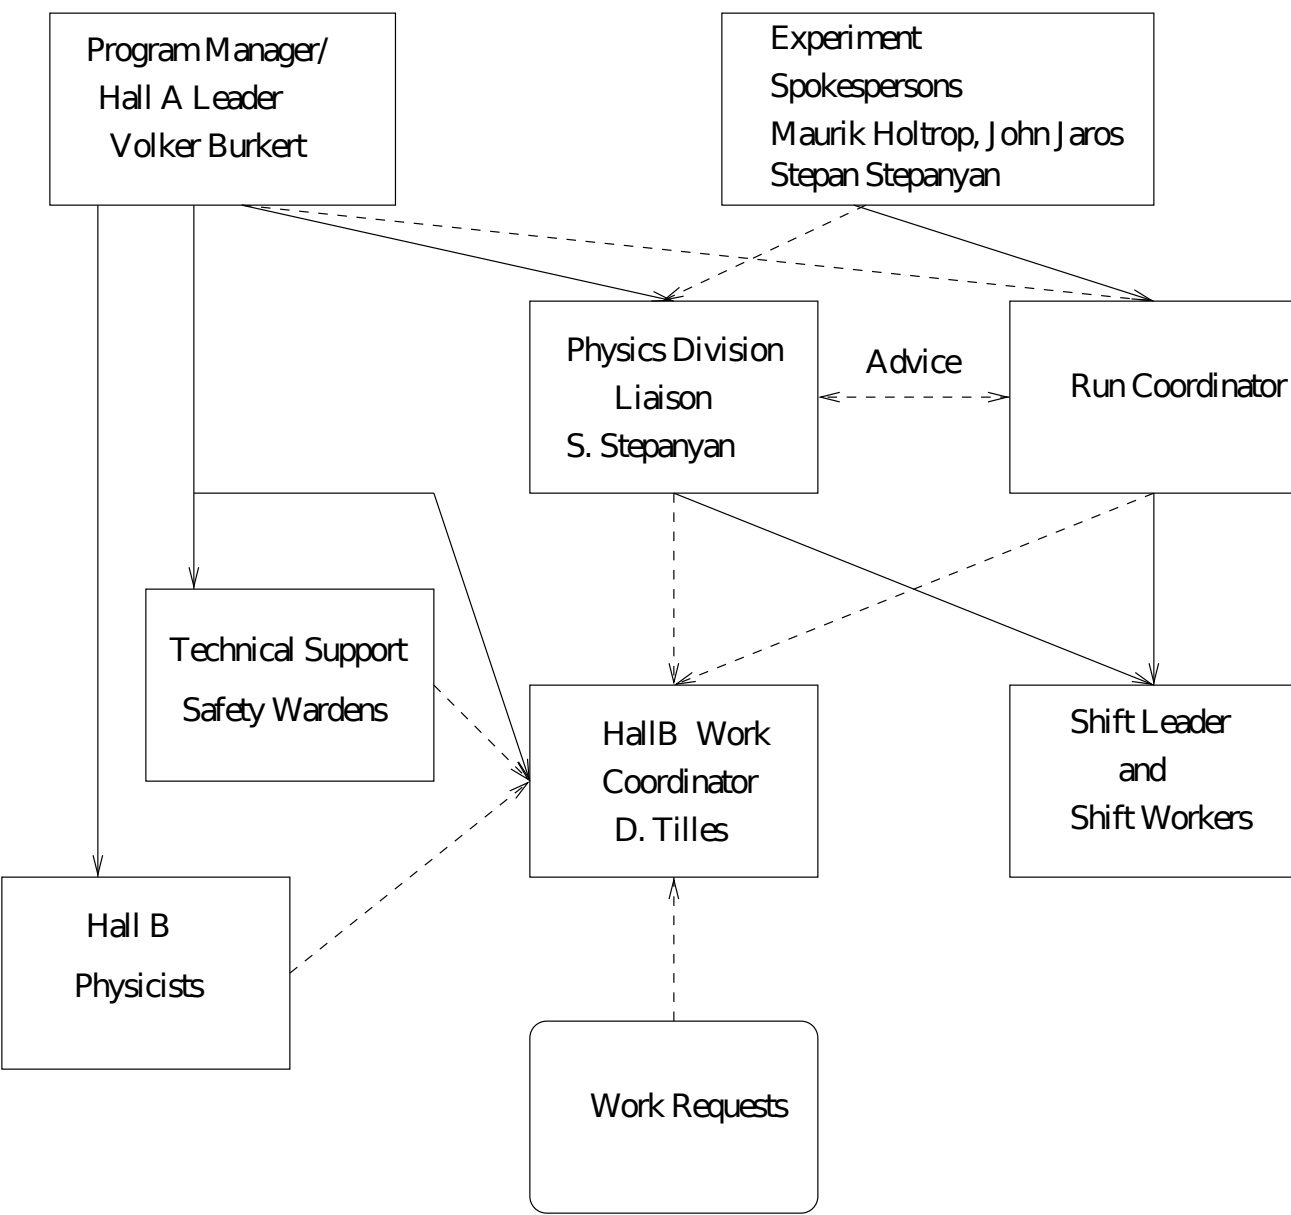 Program Manager/
Hall A Leader
Volker Burkert
Experiment
Spokespersons
Maurik Holtrop, John Jaros
Stepan Stepanyan
Physics Division
Liaison
S. Stepanyan
Advice
Run Coordinator
Technical Support
Safety Wardens
HallB Work
Coordinator
D. Tilles
Shift Leader
and
Shift Workers
Hall B
Physicists
Work Requests